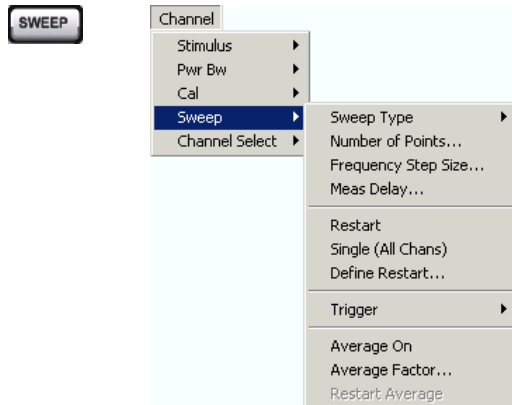 SWEEP
Channel
Stimulus
Pwr Bw
Cal
Sweep
Channel Select
Sweep Type
Number of Points...
Frequency Step Size...
Meas Delay...
Restart
Single (All Chans)
Define Restart...
Trigger
Average On
Average Factor...
Restart Average